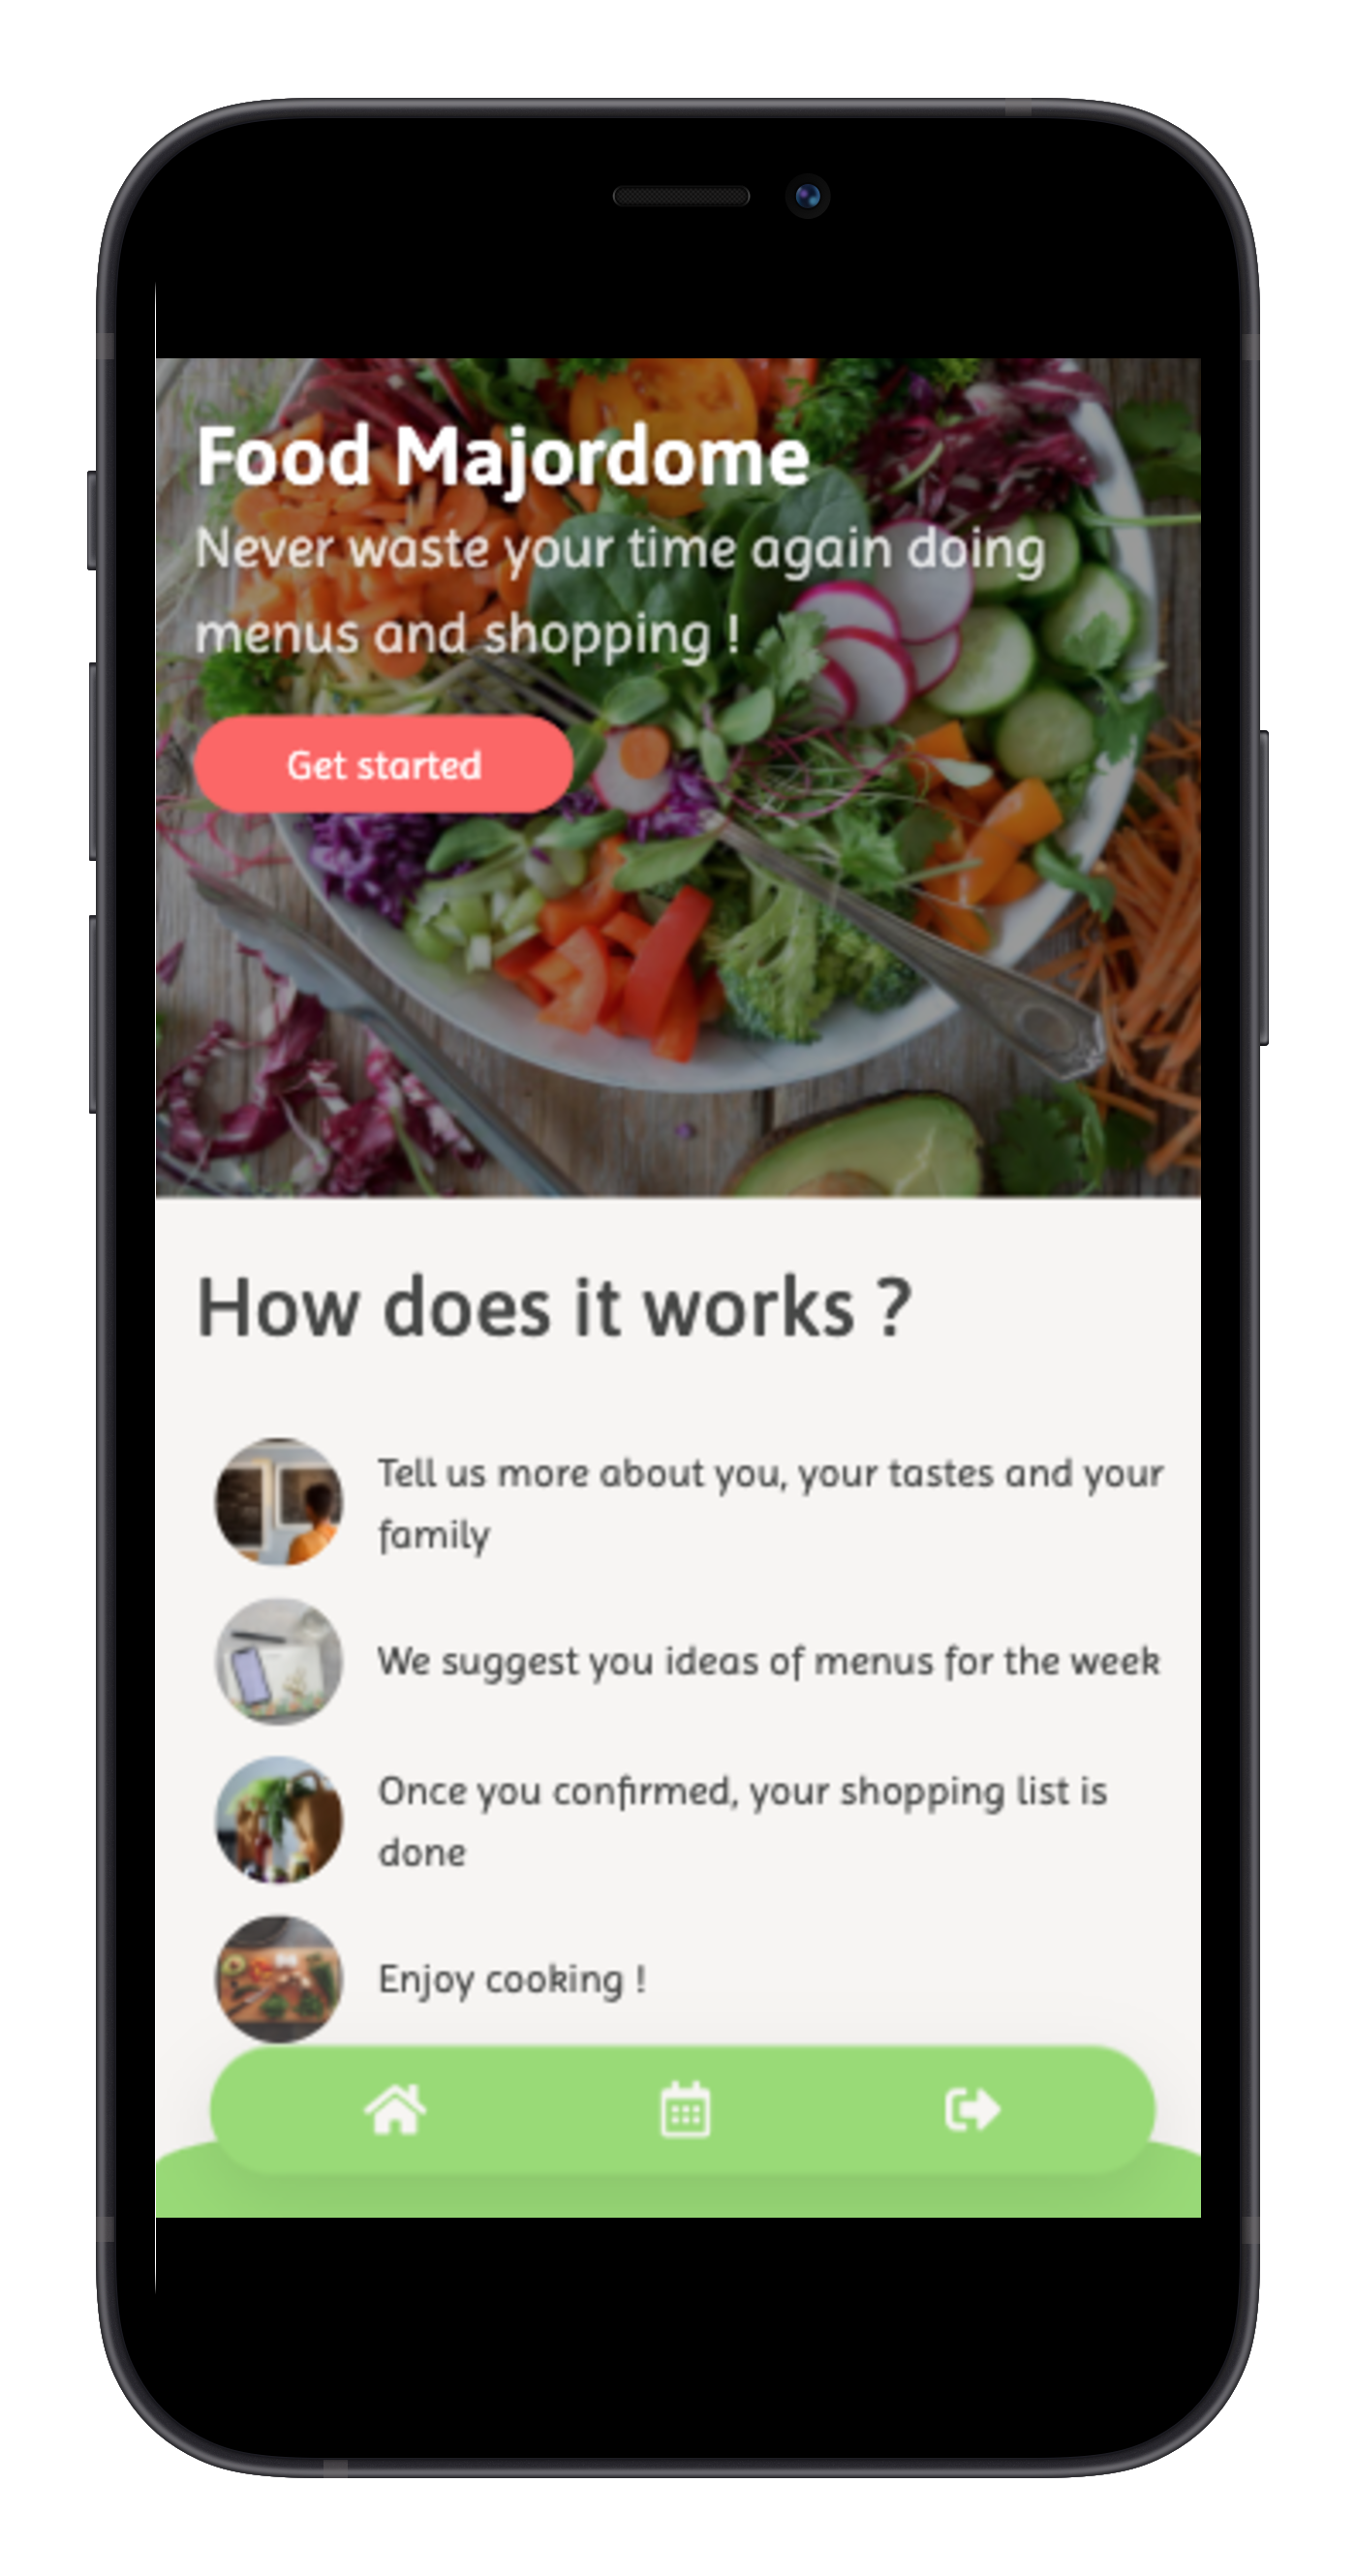 Food Majordome
Never waste your time again doing
menus and shopping !
Get started
How does it works ?
Tell us more about you, your tastes and your
family
We suggest you ideas of menus for the week
Once you confirmed, your shopping list is
done
Enjoy cooking !